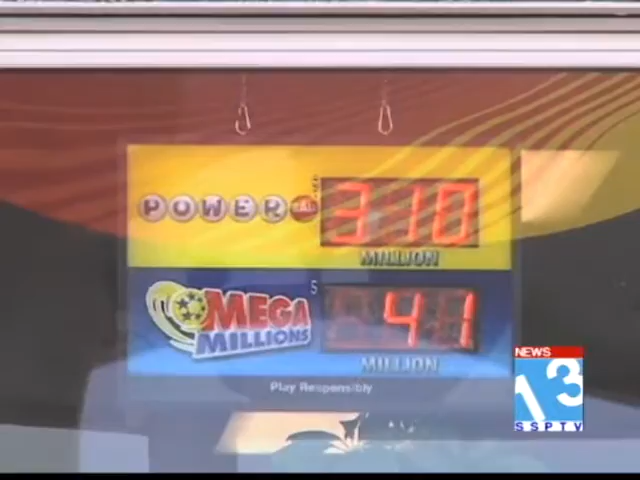 POWERBALL
$310
MILLION
MEGA
MILLIONS
$ 41
MILLION
Play Responsibly
NEWS
13
SSPTV